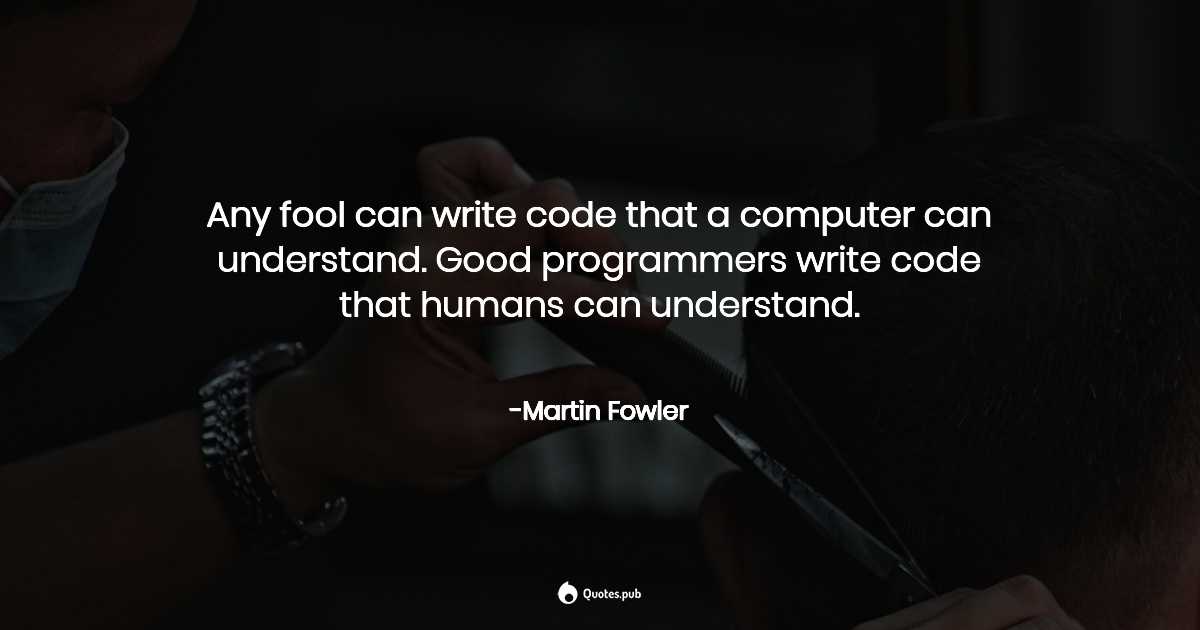 Any fool can write code that a computer can
understand. Good programmers write code
that humans can understand.
-Martin Fowler
Quotes.pub